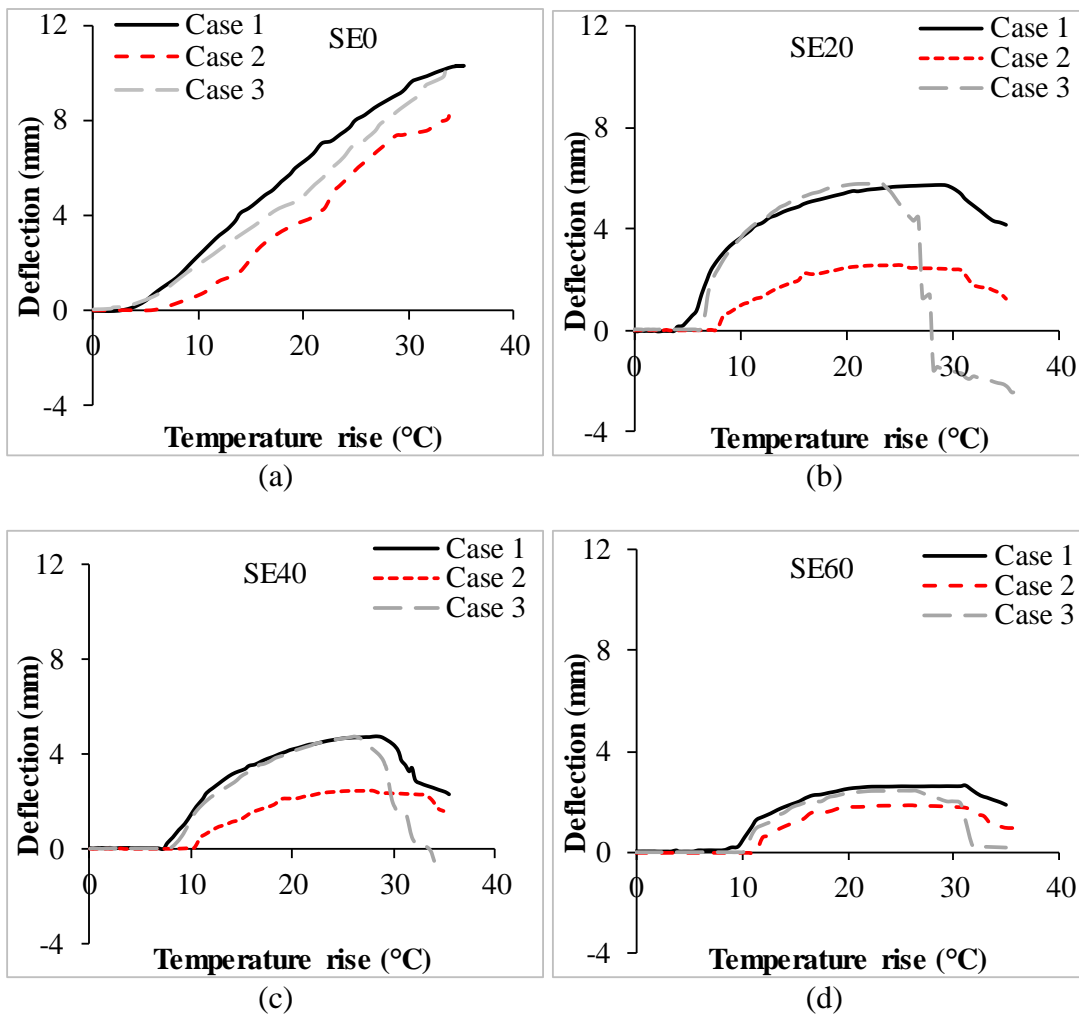 12
Case 1
Case 2
Case 3
SE0
8
4
0
-4
0
10
20
30
40
Deflection (mm)
Temperature rise (°C)
(a)
12
Case 1
Case 2
Case 3
SE20
8
4
0
-4
0
10
20
30
40
Deflection (mm)
Temperature rise (°C)
(b)
12
Case 1
Case 2
Case 3
SE40
8
4
0
-4
0
10
20
30
40
Deflection (mm)
Temperature rise (°C)
(c)
12
Case 1
Case 2
Case 3
SE60
8
4
0
-4
0
10
20
30
40
Deflection (mm)
Temperature rise (°C)
(d)